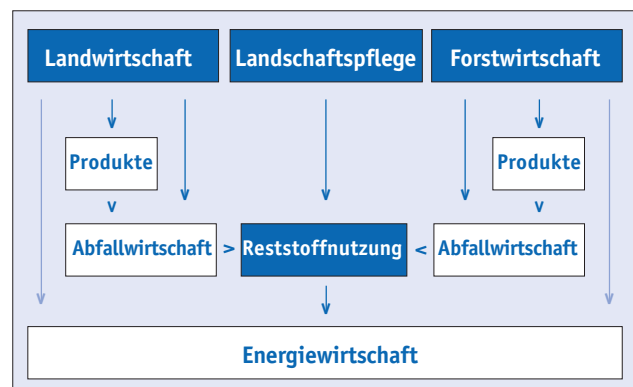 Landwirtschaft
Landschaftspflege
Forstwirtschaft
Produkte
Produkte
Abfallwirtschaft
Reststoffnutzung
Abfallwirtschaft
Energiewirtschaft